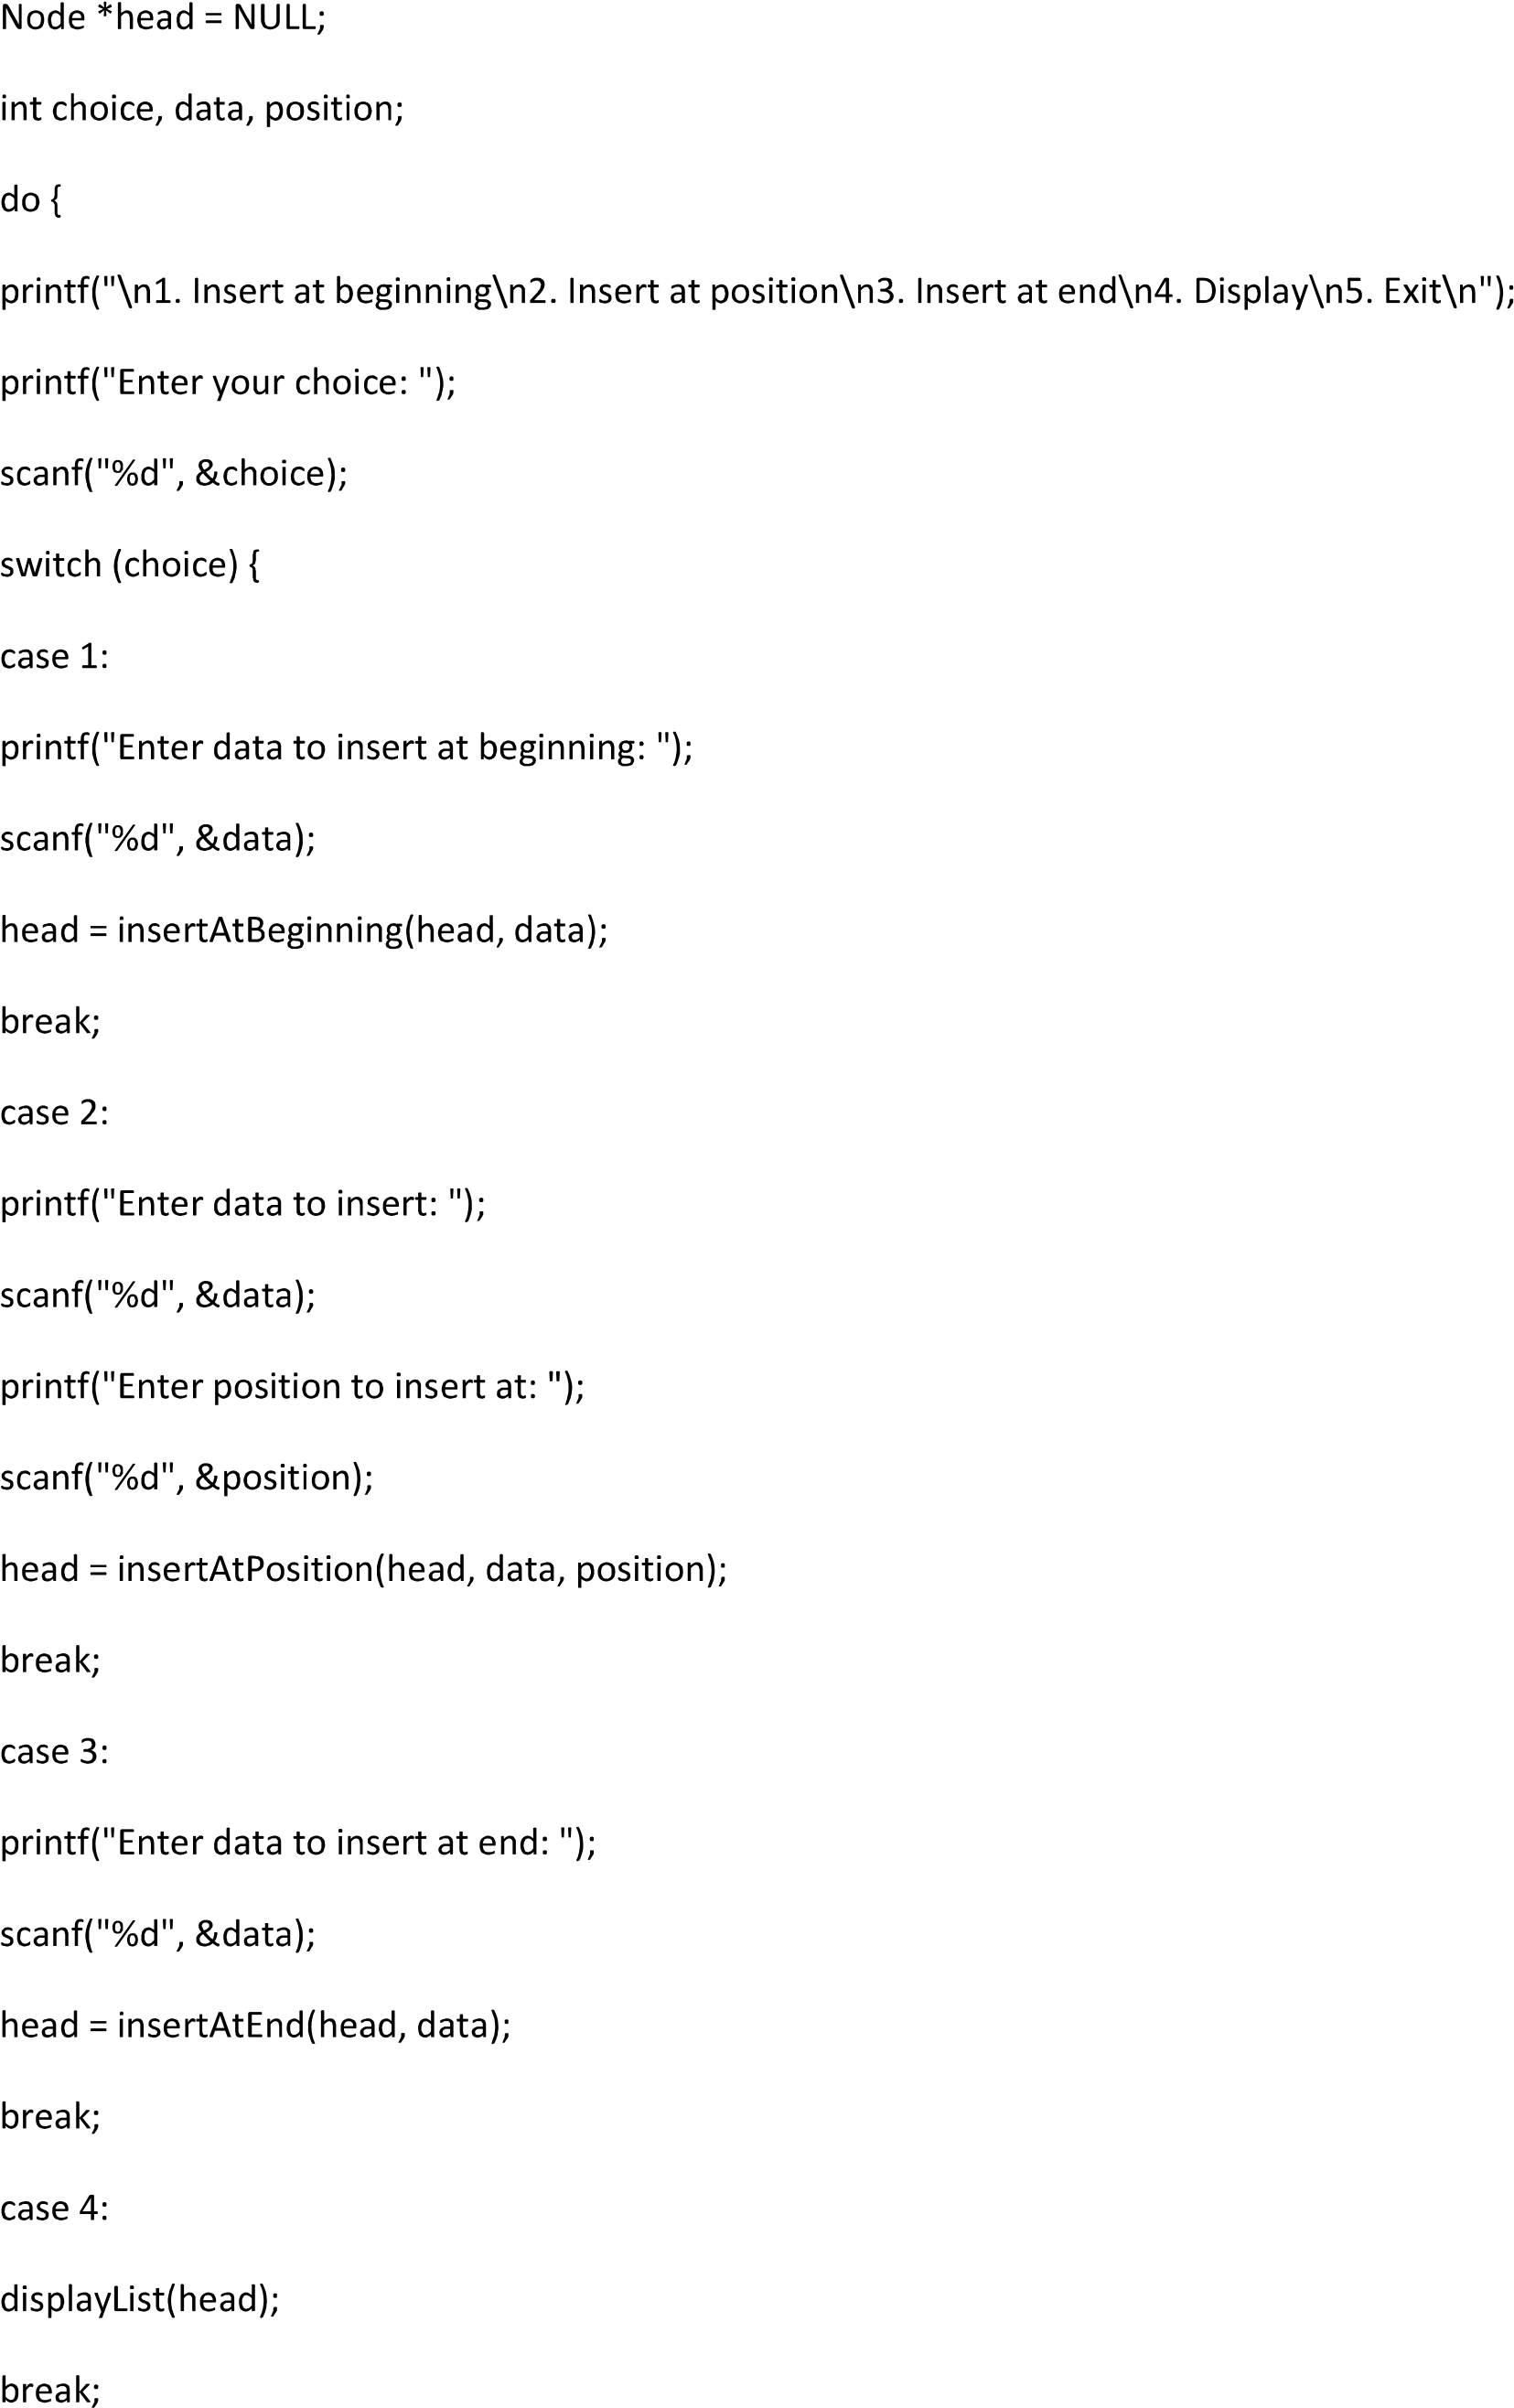 Node *head = NULL;
int choice, data, position;
do {
printf("\n1. Insert at beginning\n2. Insert at position\n3. Insert at end\n4. Display\n5. Exit\n");
printf("Enter your choice: ");
scanf("%d", &choice);
switch (choice) {
case 1:
printf("Enter data to insert at beginning: ");
scanf("%d", &data);
head = insertAtBeginning(head, data);
break;
case 2:
printf("Enter data to insert: ");
scanf("%d", &data);
printf("Enter position to insert at: ");
scanf("%d", &position);
head = insertAtPosition(head, data, position);
break;
case 3:
printf("Enter data to insert at end: ");
scanf("%d", &data);
head = insertAtEnd(head, data);
break;
case 4:
displayList(head);
break;